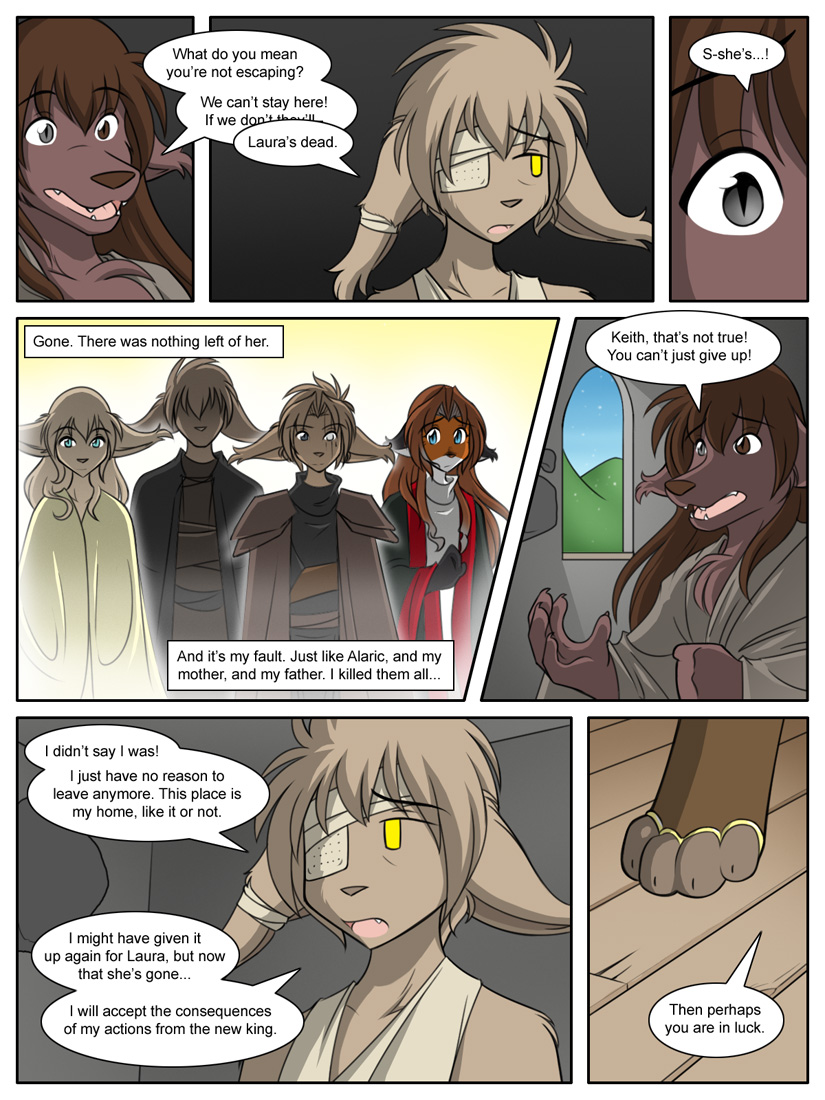 What do you mean
you're not escaping?
We can't stay here!
If we don't they'll -
Laura's dead.
S-she's...!
Gone. There was nothing left of her.
And it's my fault. Just like Alaric, and my
mother, and my father. I killed them all...
Keith, that's not true!
You can't just give up!
I didn't say I was!
I just have no reason to
leave anymore. This place is
my home, like it or not.
I might have given it
up again for Laura, but now
that she's gone...
I will accept the consequences
of my actions from the new king.
Then perhaps
you are in luck.